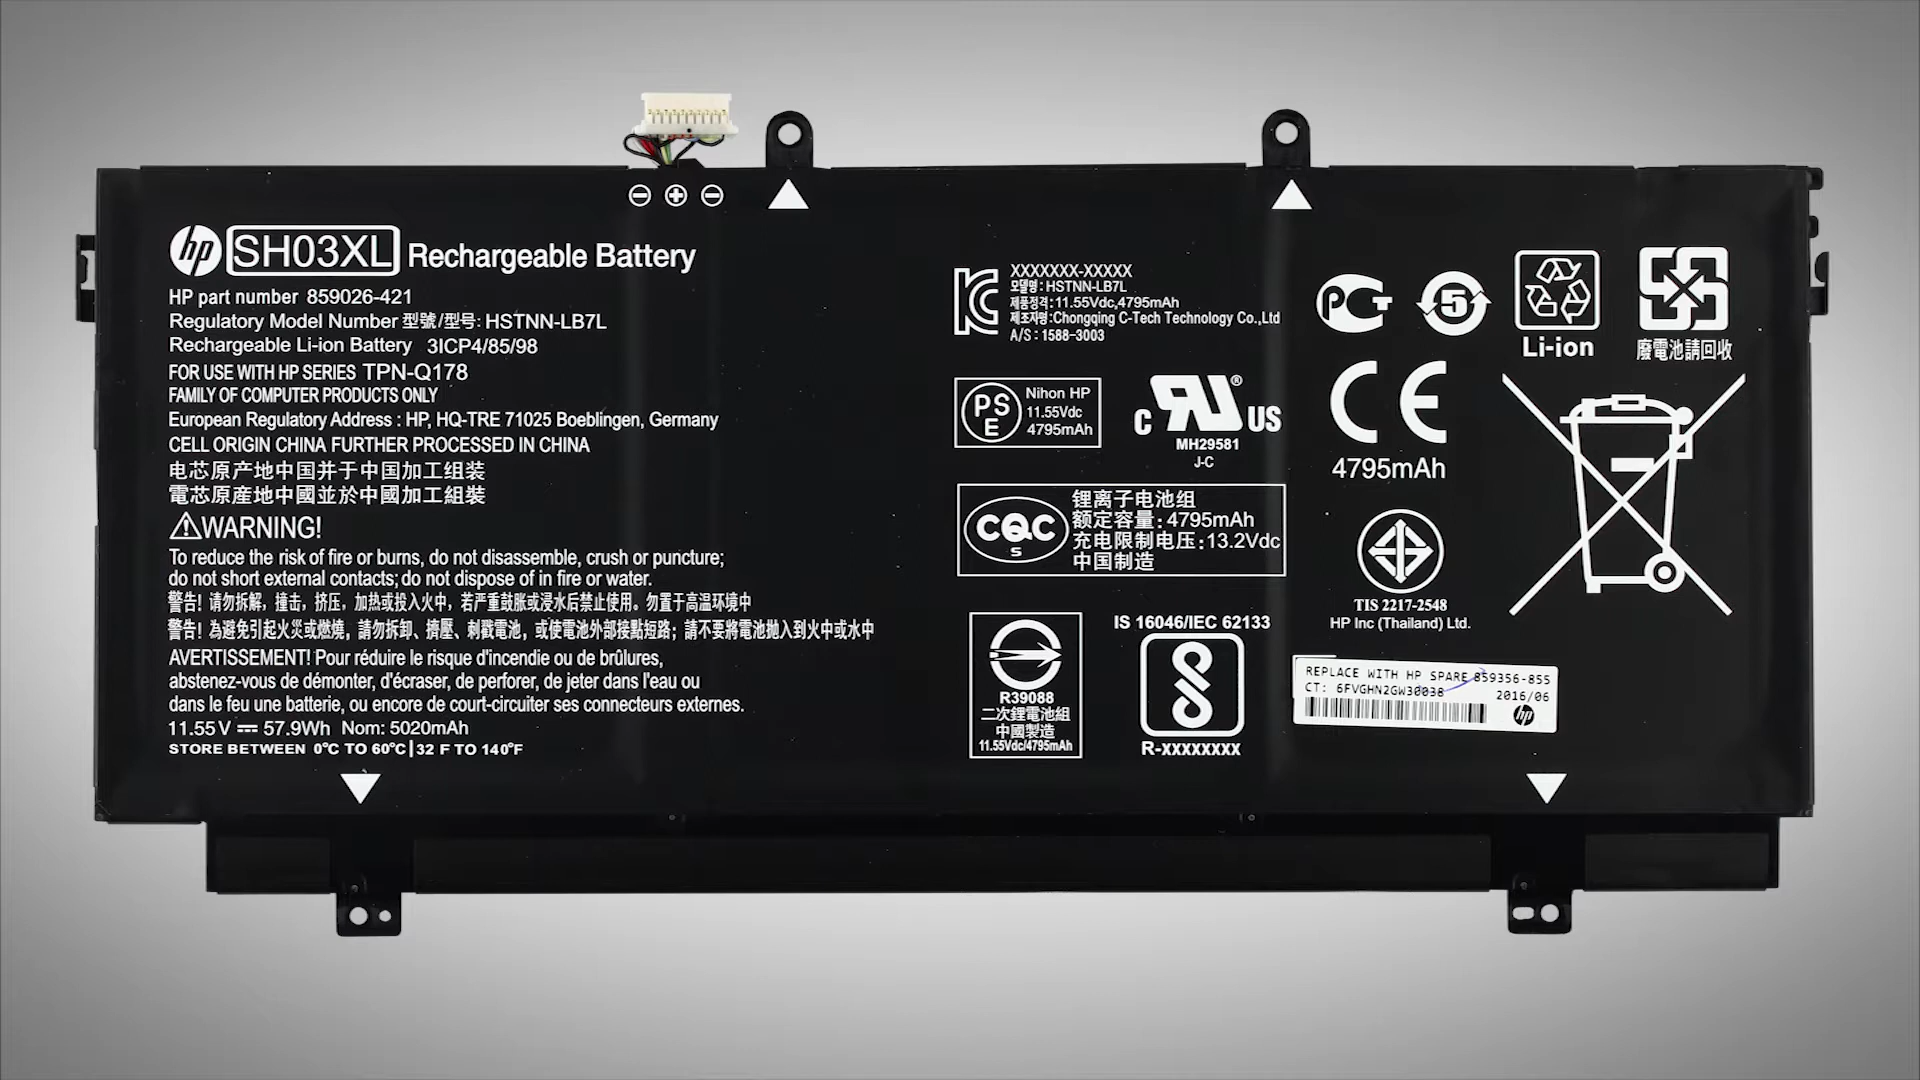 hp SH03XL Rechargeable Battery
HP part number 859026-421
Regulatory Model Number 型號/型号: HSTNN-LB7L
Rechargeable Li-ion Battery 3ICP4/85/98
FOR USE WITH HP SERIES TPN-Q178
FAMILY OF COMPUTER PRODUCTS ONLY
European Regulatory Address : HP, HQ-TRE 71025 Boeblingen, Germany
CELL ORIGIN CHINA FURTHER PROCESSED IN CHINA
电芯原产地中国并于中国加工组装
電芯原産地中國並於中國加工組裝
⚠WARNING!
To reduce the risk of fire or burns, do not disassemble, crush or puncture;
do not short external contacts; do not dispose of in fire or water.
警告! 请勿拆解，撞击，挤压，加热或投入火中，若严重鼓胀或浸水后禁止使用。勿置于高温环境中
警告! 為避免引起火災或燃燒，請勿拆卸、擠壓、刺戳電池，或使電池外部接點短路；請不要將電池拋入到火中或水中
AVERTISSEMENT! Pour réduire le risque d'incendie ou de brûlures,
abstenez-vous de démonter, d'écraser, de perforer, de jeter dans l'eau ou
dans le feu une batterie, ou encore de court-circuiter ses connecteurs externes.
11.55 V ⎓ 57.9Wh Nom: 5020mAh
STORE BETWEEN 0°C TO 60°C | 32 F TO 140°F
XXXXXXX-XXXXX
모델명 : HSTNN-LB7L
제품정격 : 11.55Vdc,4795mAh
제조자명:Chongqing C-Tech Technology Co.,Ltd
A/S : 1588-3003
PS
E
Nihon HP
11.55Vdc
4795mAh
c RU® US
MH29581
J-C
CQC
S
锂离子电池组
额定容量: 4795mAh
充电限制电压: 13.2Vdc
中国制造
R39088
二次鋰電池組
中國製造
11.55Vdc/4795mAh
IS 16046/IEC 62133
R-XXXXXXXX
PCT
5
Li-ion
廢電池請回收
CE
4795mAh
TIS 2217-2548
HP Inc (Thailand) Ltd.
REPLACE WITH HP SPARE 859356-855
CT: 6FVGHN2GW30038 2016/06
hp